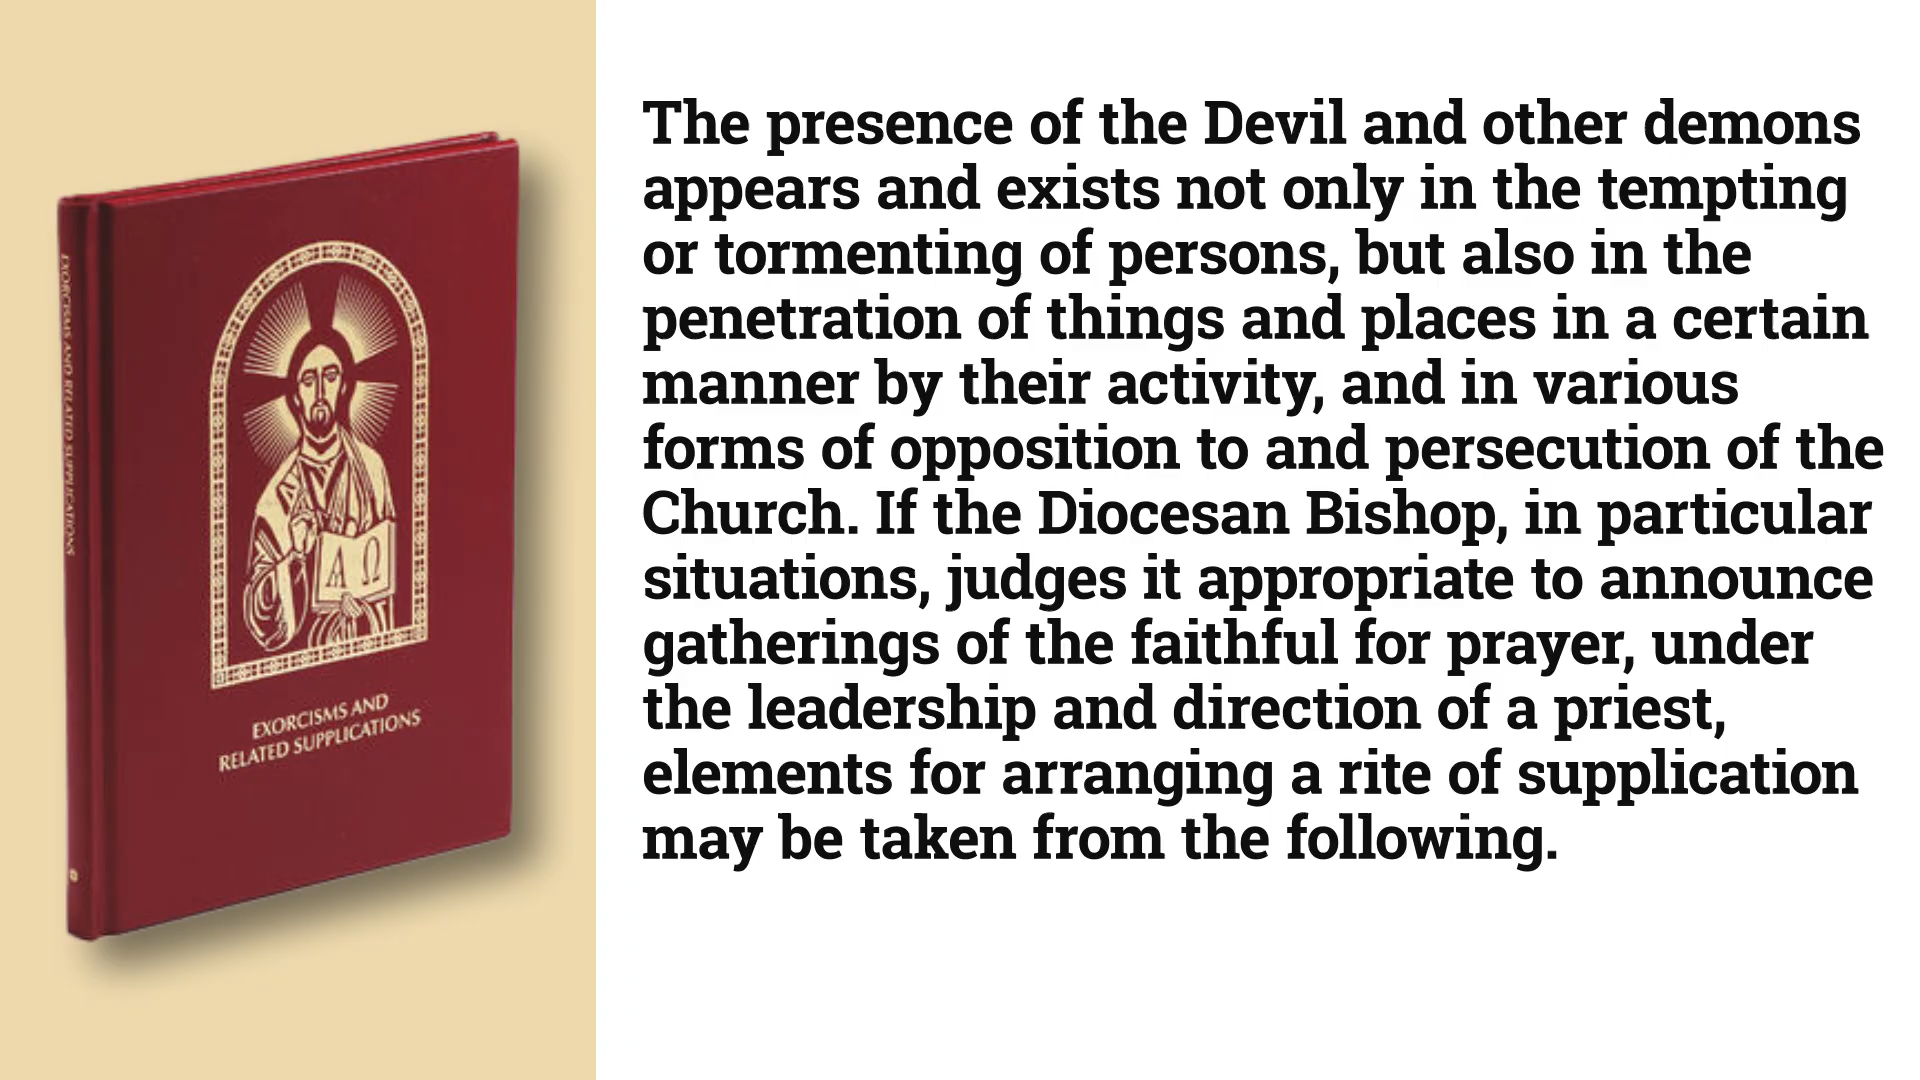 EXORCISMS AND RELATED SUPPLICATIONS
Α Ω
EXORCISMS AND
RELATED SUPPLICATIONS
The presence of the Devil and other demons
appears and exists not only in the tempting
or tormenting of persons, but also in the
penetration of things and places in a certain
manner by their activity, and in various
forms of opposition to and persecution of the
Church. If the Diocesan Bishop, in particular
situations, judges it appropriate to announce
gatherings of the faithful for prayer, under
the leadership and direction of a priest,
elements for arranging a rite of supplication
may be taken from the following.